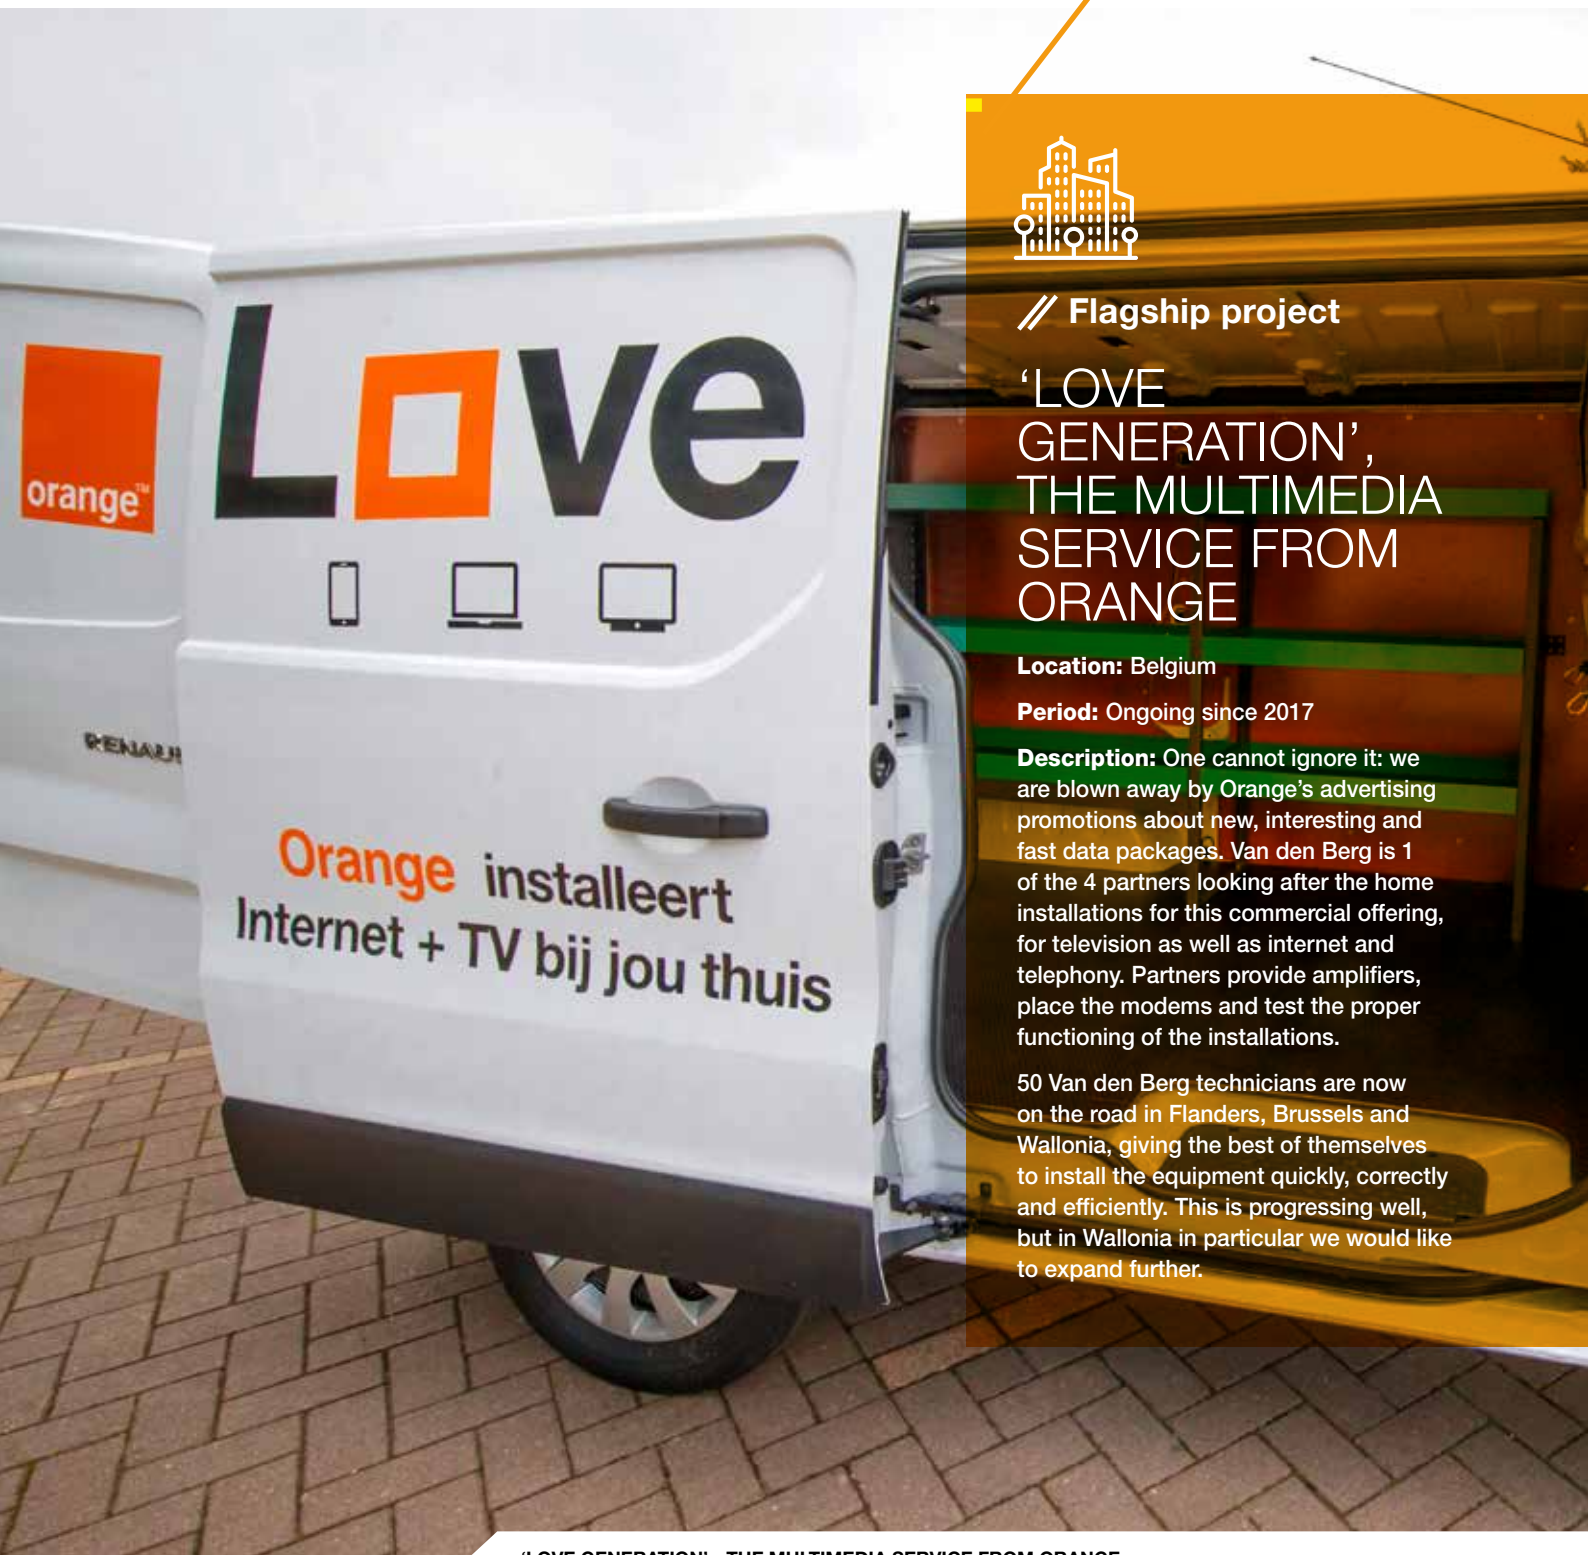 orange™
Love
RENAU
Orange installeert
Internet + TV bij jou thuis
// Flagship project
‘LOVE
GENERATION’,
THE MULTIMEDIA
SERVICE FROM
ORANGE
Location: Belgium
Period: Ongoing since 2017
Description: One cannot ignore it: we
are blown away by Orange’s advertising
promotions about new, interesting and
fast data packages. Van den Berg is 1
of the 4 partners looking after the home
installations for this commercial offering,
for television as well as internet and
telephony. Partners provide amplifiers,
place the modems and test the proper
functioning of the installations.
50 Van den Berg technicians are now
on the road in Flanders, Brussels and
Wallonia, giving the best of themselves
to install the equipment quickly, correctly
and efficiently. This is progressing well,
but in Wallonia in particular we would like
to expand further.